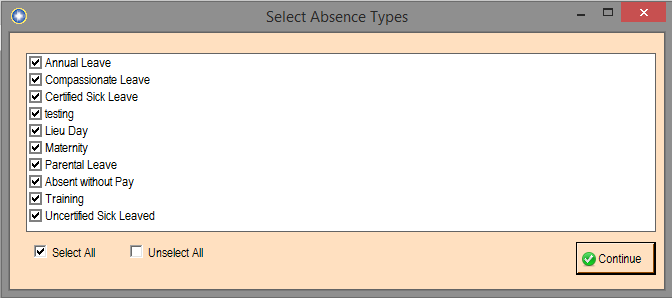 Select Absence Types
Annual Leave
Compassionate Leave
Certified Sick Leave
testing
Lieu Day
Maternity
Parental Leave
Absent without Pay
Training
Uncertified Sick Leaved
Select All Unselect All Continue